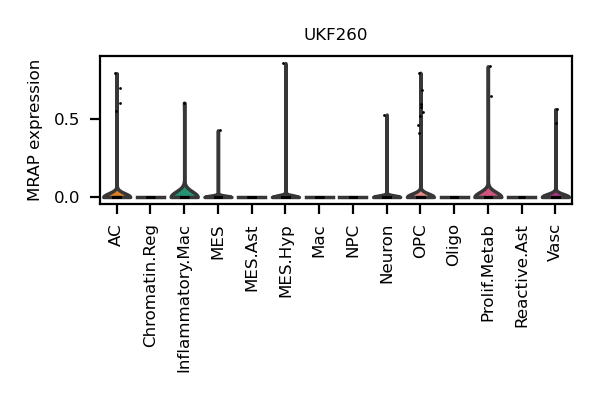 UKF260
MRAP expression
0.5
0.0
AC
Chromatin.Reg
Inflammatory.Mac
MES
MES.Ast
MES.Hyp
Mac
NPC
Neuron
OPC
Oligo
Prolif.Metab
Reactive.Ast
Vasc